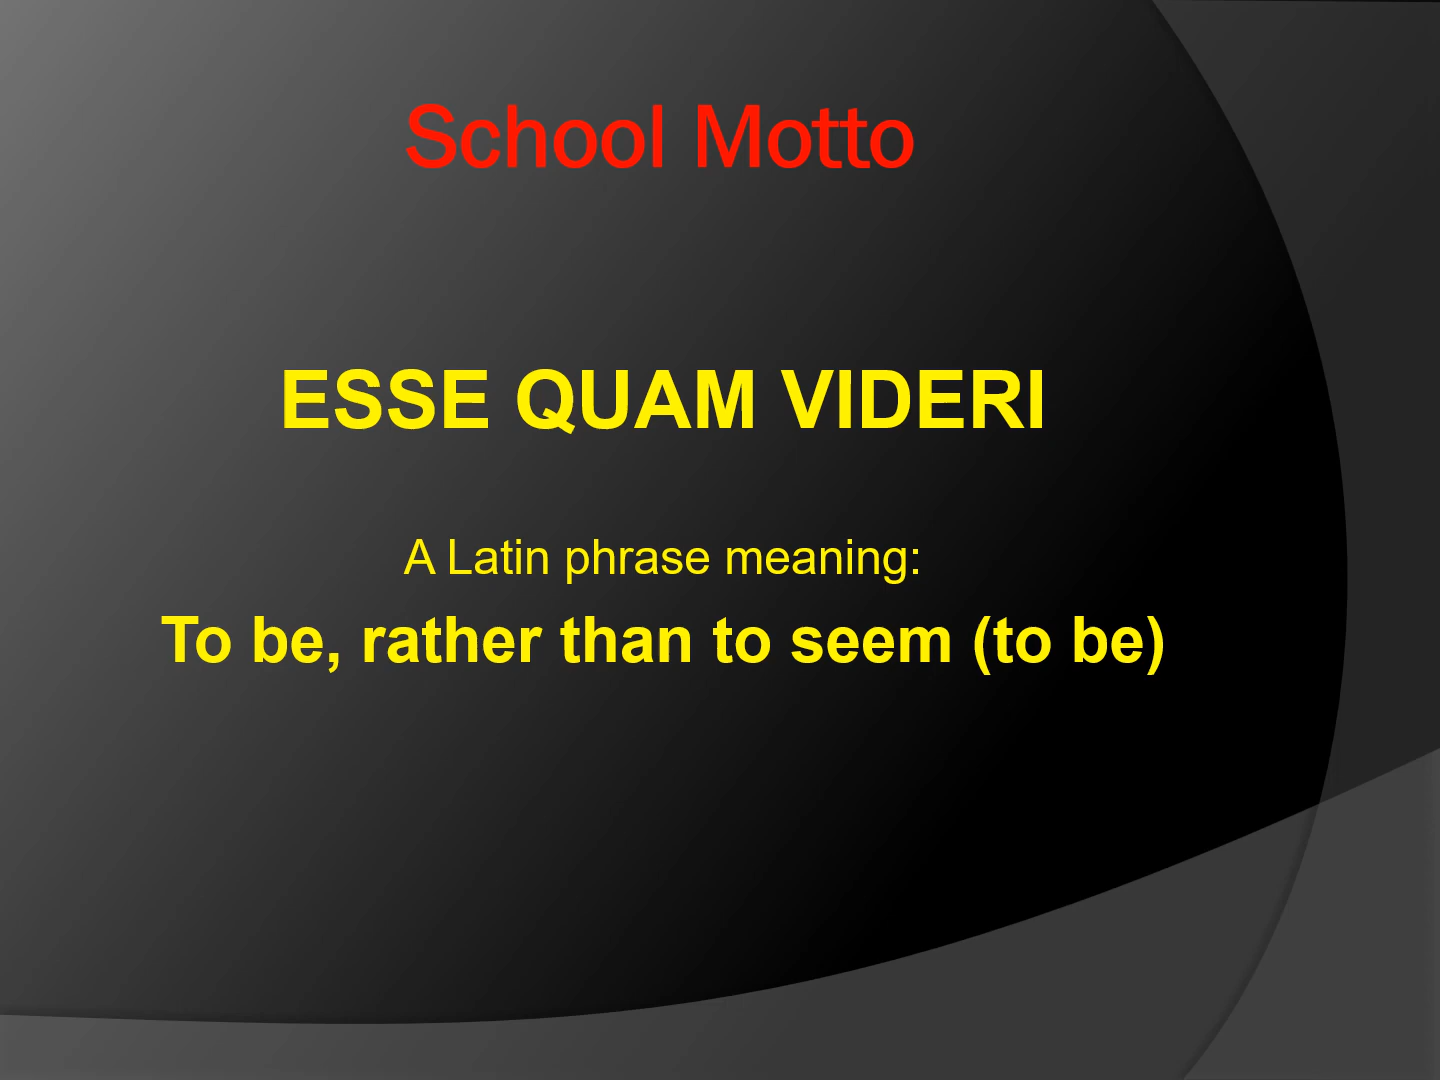 School Motto
ESSE QUAM VIDERI
A Latin phrase meaning:
To be, rather than to seem (to be)